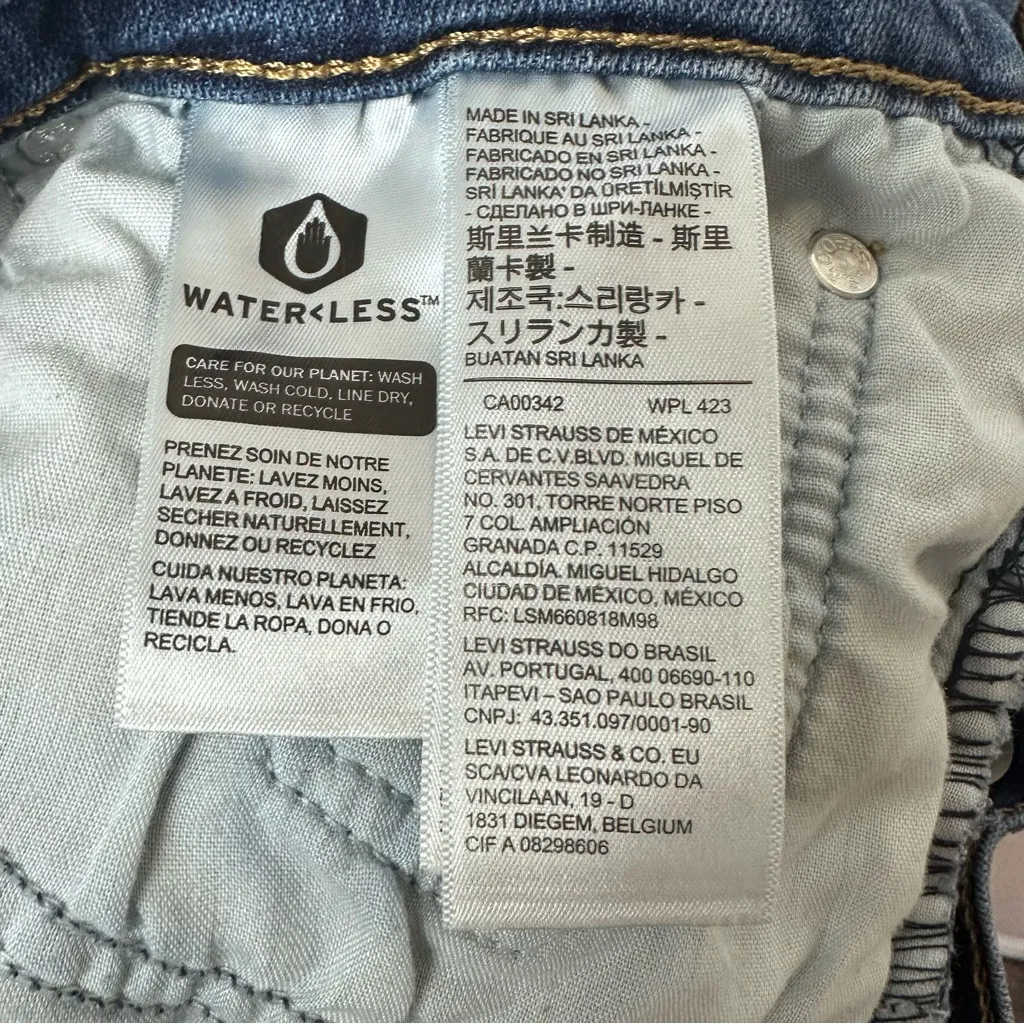 WATER<LESS™
CARE FOR OUR PLANET: WASH
LESS, WASH COLD, LINE DRY,
DONATE OR RECYCLE
PRENEZ SOIN DE NOTRE
PLANETE: LAVEZ MOINS,
LAVEZ A FROID, LAISSEZ
SECHER NATURELLEMENT,
DONNEZ OU RECYCLEZ
CUIDA NUESTRO PLANETA:
LAVA MENOS, LAVA EN FRIO,
TIENDE LA ROPA, DONA O
RECICLA.
MADE IN SRI LANKA -
FABRIQUE AU SRI LANKA -
FABRICADO EN SRI LANKA -
FABRICADO NO SRI LANKA -
SRİ LANKA' DA ÜRETİLMİŞTİR
- СДЕЛАНО В ШРИ-ЛАНКЕ -
斯里兰卡制造 - 斯里
蘭卡製 -
제조국:스리랑카 -
スリランカ製 -
BUATAN SRI LANKA
CA00342 WPL 423
LEVI STRAUSS DE MÉXICO
S.A. DE C.V.BLVD. MIGUEL DE
CERVANTES SAAVEDRA
NO. 301, TORRE NORTE PISO
7 COL. AMPLIACIÓN
GRANADA C.P. 11529
ALCALDÍA. MIGUEL HIDALGO
CIUDAD DE MÉXICO, MÉXICO
RFC: LSM660818M98
LEVI STRAUSS DO BRASIL
AV. PORTUGAL, 400 06690-110
ITAPEVI – SAO PAULO BRASIL
CNPJ: 43.351.097/0001-90
LEVI STRAUSS & CO. EU
SCA/CVA LEONARDO DA
VINCILAAN, 19 - D
1831 DIEGEM, BELGIUM
CIF A 08298606